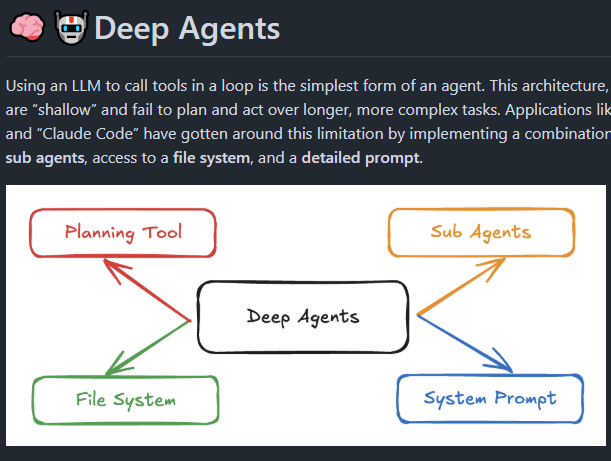 🧠🤖Deep Agents
Using an LLM to call tools in a loop is the simplest form of an agent. This architecture,
are “shallow” and fail to plan and act over longer, more complex tasks. Applications lik
and “Claude Code” have gotten around this limitation by implementing a combination
sub agents, access to a file system, and a detailed prompt.
Planning Tool
Sub Agents
Deep Agents
File System
System Prompt